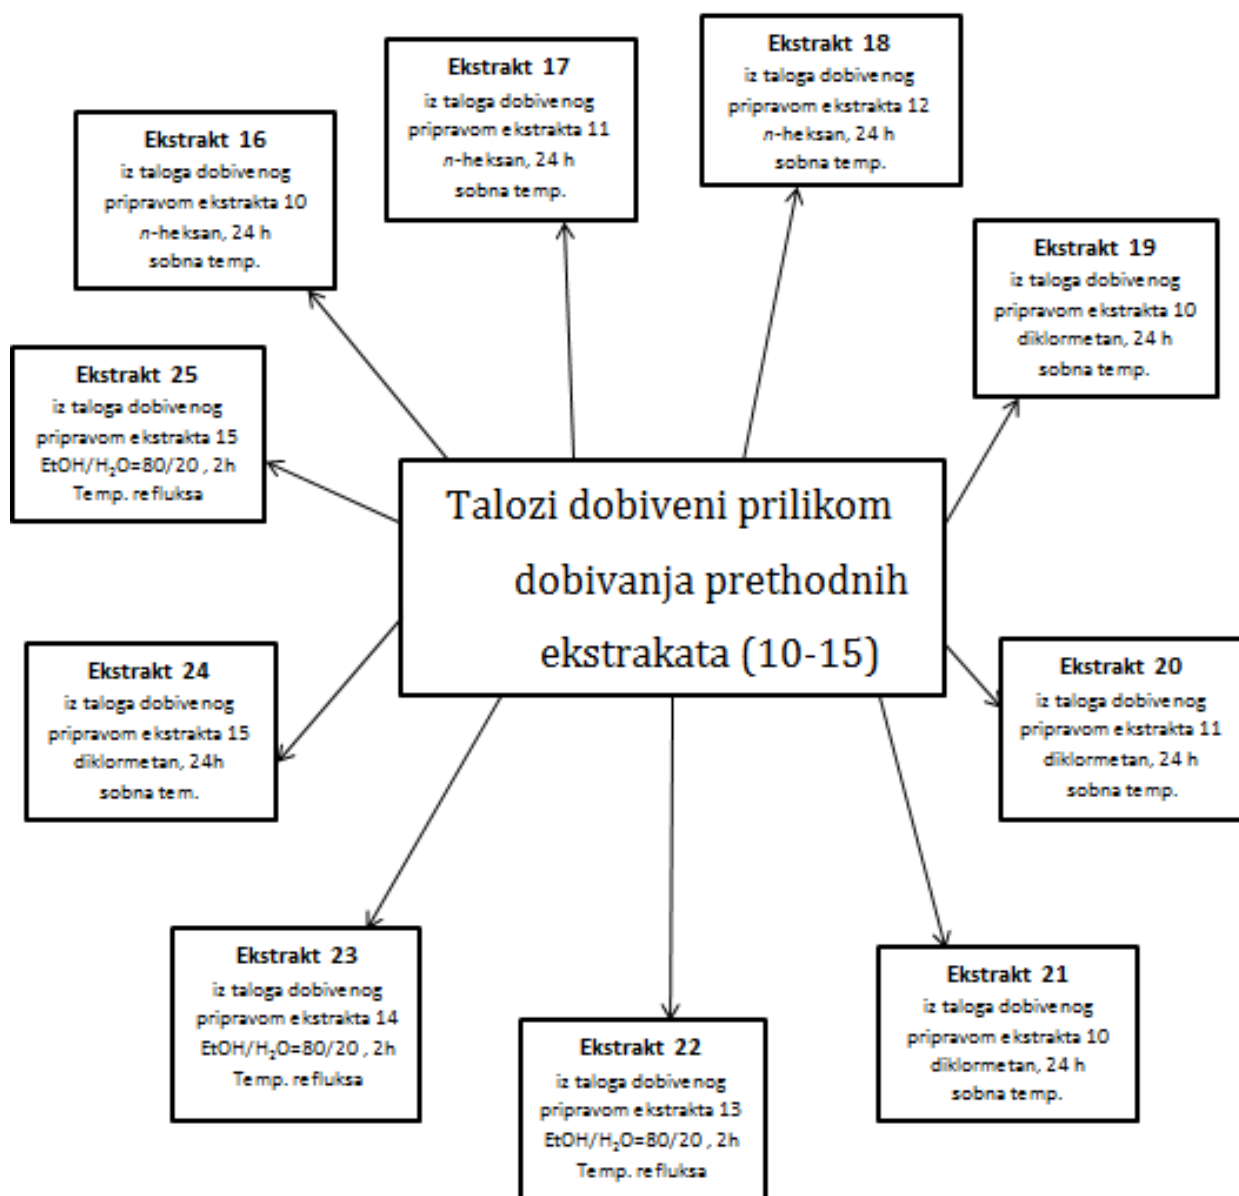 Ekstrakt 18
iz taloga dobivenog
pripravom ekstrakta 12
n-heksan, 24 h
sobna temp.
Ekstrakt 17
iz taloga dobivenog
pripravom ekstrakta 11
n-heksan, 24 h
sobna temp.
Ekstrakt 16
iz taloga dobivenog
pripravom ekstrakta 10
n-heksan, 24 h
sobna temp.
Ekstrakt 19
iz taloga dobivenog
pripravom ekstrakta 10
diklormetan, 24 h
sobna temp.
Ekstrakt 25
iz taloga dobivenog
pripravom ekstrakta 15
EtOH/H₂O=80/20 , 2h
Temp. refluksa
Talozi dobiveni prilikom
dobivanja prethodnih
ekstrakata (10-15)
Ekstrakt 24
iz taloga dobivenog
pripravom ekstrakta 15
diklormetan, 24h
sobna tem.
Ekstrakt 20
iz taloga dobivenog
pripravom ekstrakta 11
diklormetan, 24 h
sobna temp.
Ekstrakt 23
iz taloga dobivenog
pripravom ekstrakta 14
EtOH/H₂O=80/20 , 2h
Temp. refluksa
Ekstrakt 22
iz taloga dobivenog
pripravom ekstrakta 13
EtOH/H₂O=80/20 , 2h
Temp. refluksa
Ekstrakt 21
iz taloga dobivenog
pripravom ekstrakta 10
diklormetan, 24 h
sobna temp.